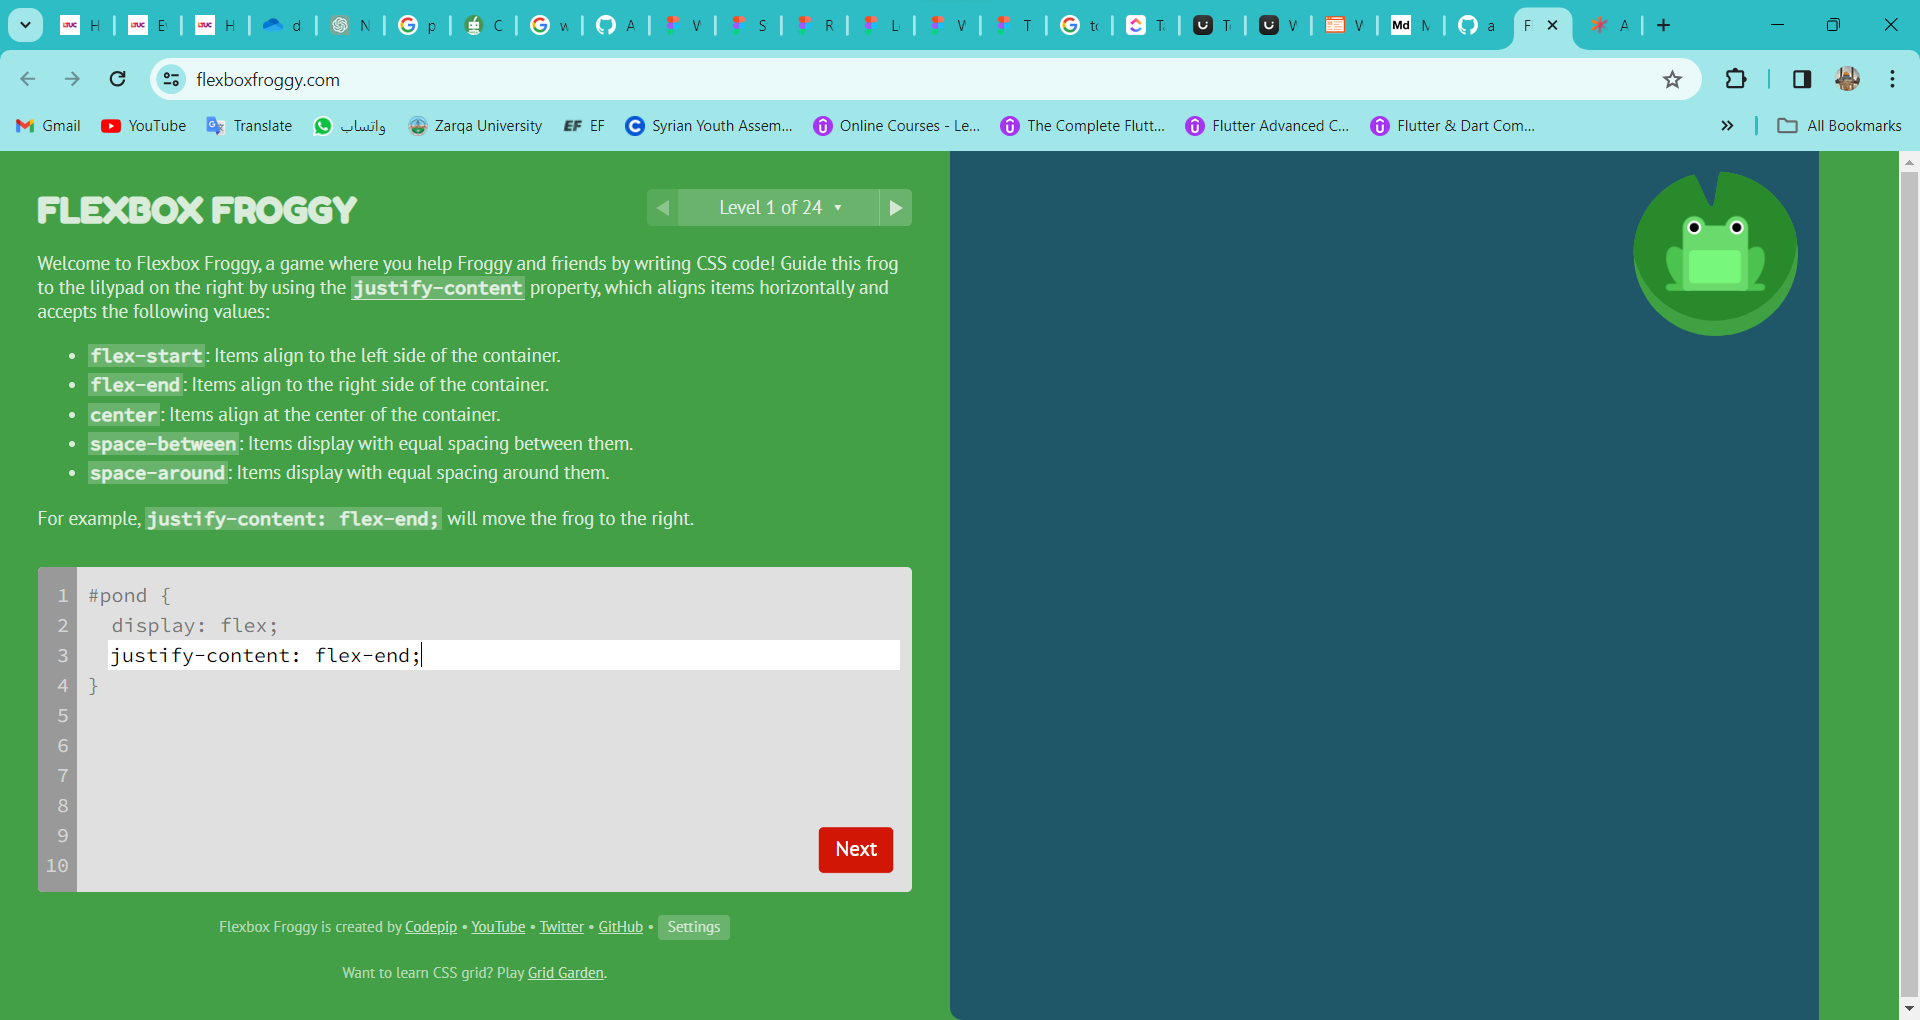 H
E
H
d
N
p
C
w
A
V
S
R
Le
V
T
tc
T
T
V
V
Md M
a
F
A
flexboxfroggy.com
Gmail YouTube Translate واتساب Zarqa University EF EF Syrian Youth Assem... Online Courses - Le... The Complete Flutt... Flutter Advanced C... Flutter & Dart Com... » All Bookmarks
FLEXBOX FROGGY
Level 1 of 24
Welcome to Flexbox Froggy, a game where you help Froggy and friends by writing CSS code! Guide this frog
to the lilypad on the right by using the justify-content property, which aligns items horizontally and
accepts the following values:
• flex-start: Items align to the left side of the container.
• flex-end: Items align to the right side of the container.
• center: Items align at the center of the container.
• space-between: Items display with equal spacing between them.
• space-around: Items display with equal spacing around them.
For example, justify-content: flex-end; will move the frog to the right.
1 #pond {
2 display: flex;
3 justify-content: flex-end;
4 }
5
6
7
8
9
10
Next
Flexbox Froggy is created by Codepip • YouTube • Twitter • GitHub • Settings
Want to learn CSS grid? Play Grid Garden.